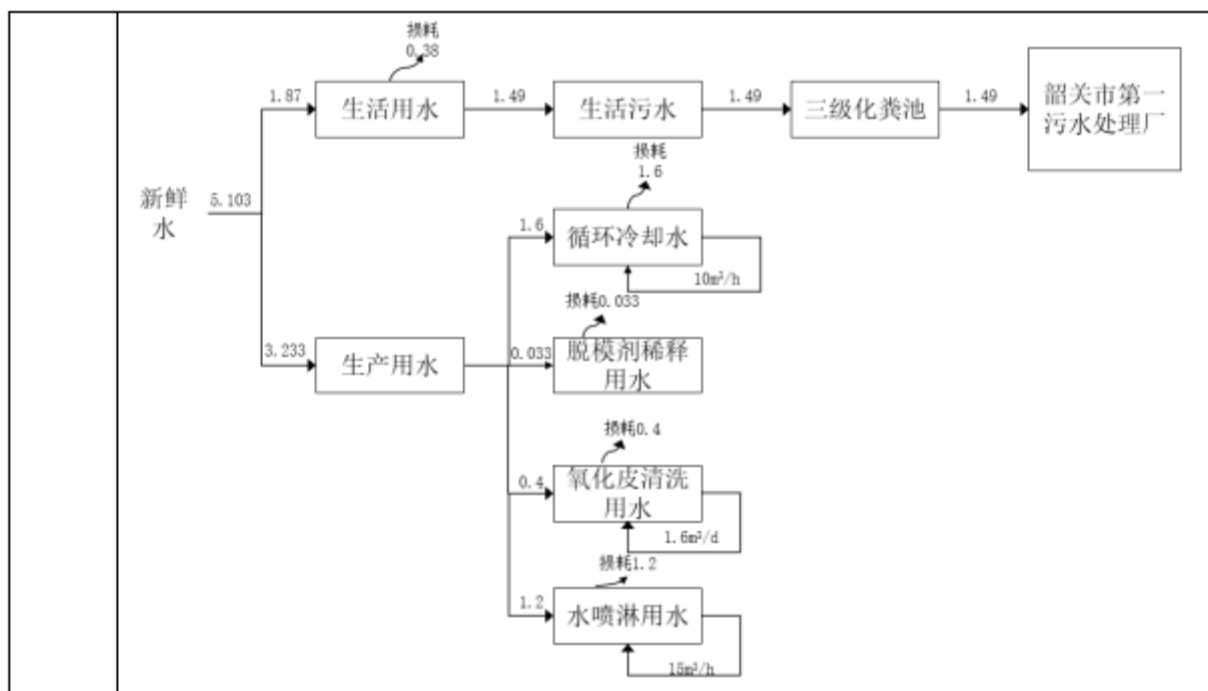 损耗
0.38
1.87
生活用水
1.49
生活污水
1.49
三级化粪池
1.49
韶关市第一
污水处理厂
新鲜
水
5.103
损耗
1.6
1.6
循环冷却水
10m³/h
3.233
生产用水
损耗0.033
0.033
脱模剂稀释
用水
损耗0.4
0.4
氧化皮清洗
用水
1.6m³/d
损耗1.2
1.2
水喷淋用水
15m³/h